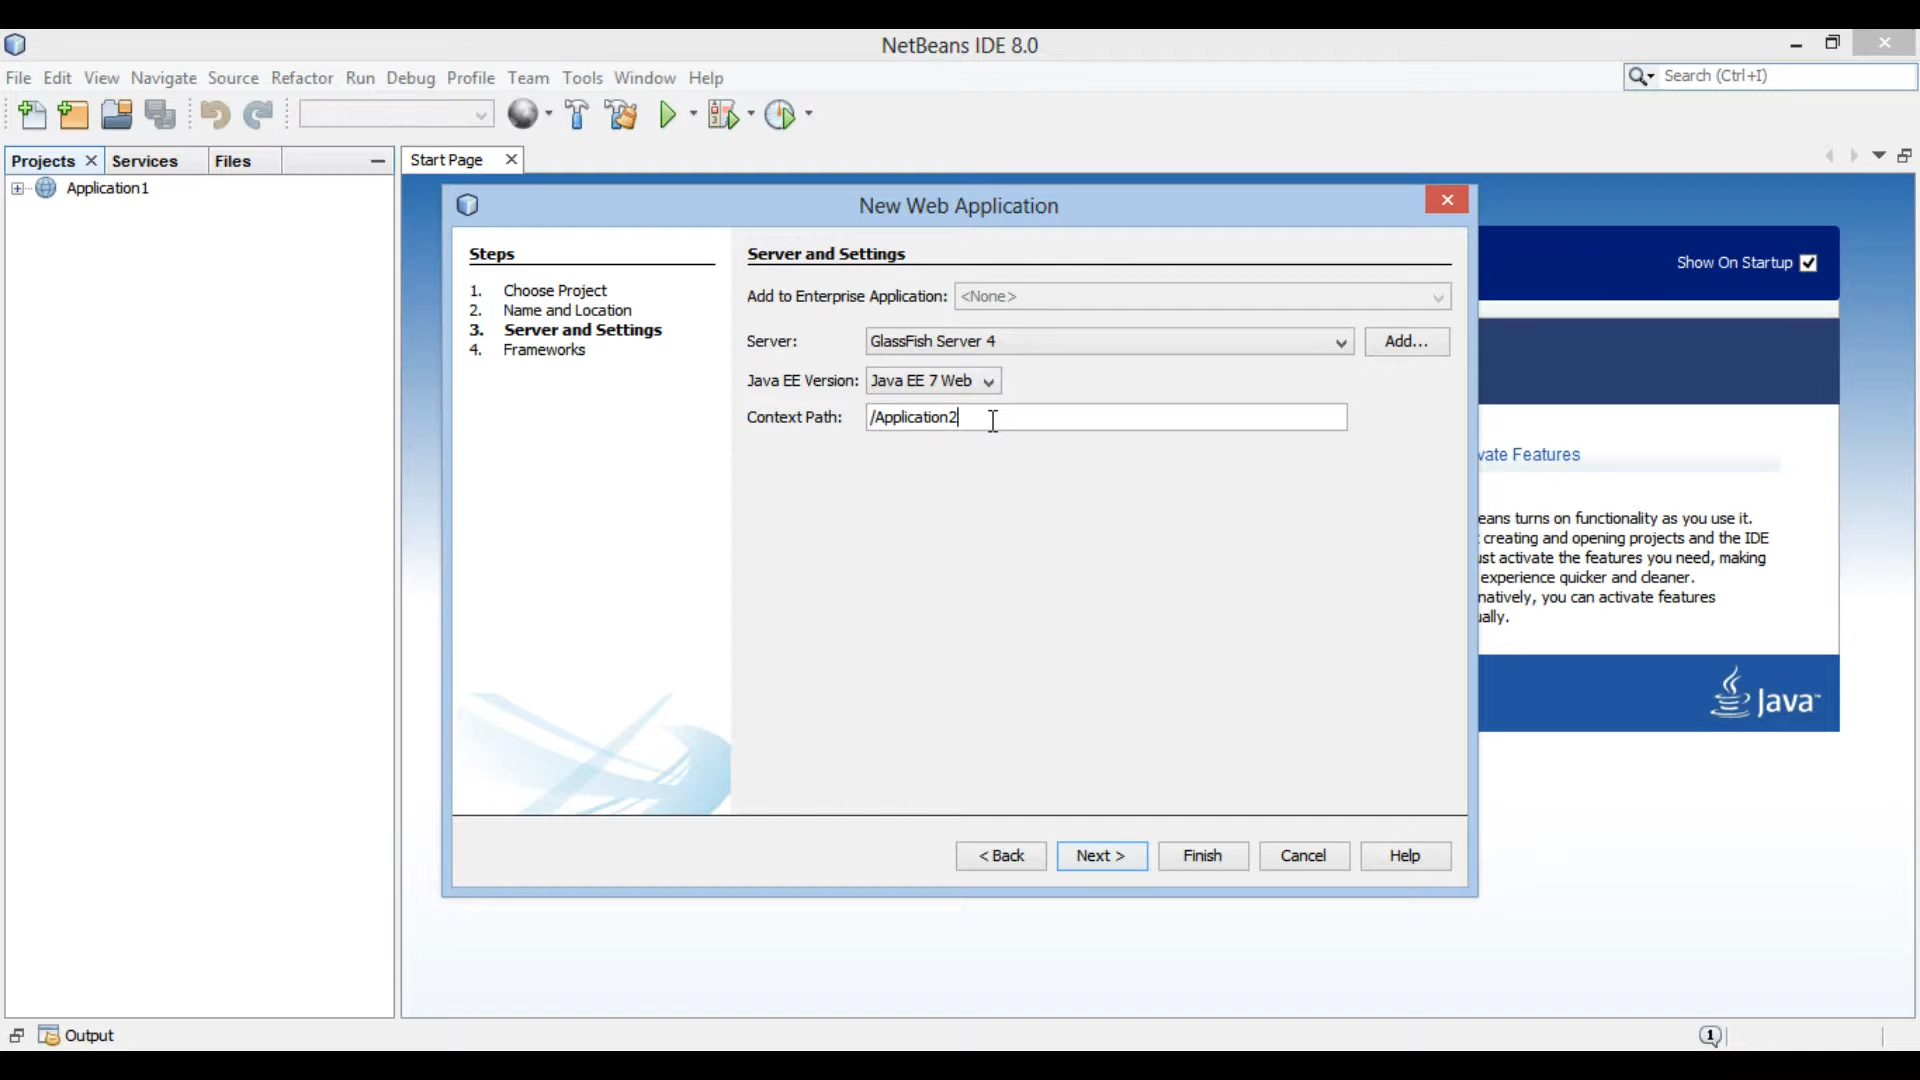 NetBeans IDE 8.0
File Edit View Navigate Source Refactor Run Debug Profile Team Tools Window Help
Search (Ctrl+I)
Projects Services Files
Start Page
Application1
New Web Application
Show On Startup
Steps
1. Choose Project
2. Name and Location
3. Server and Settings
4. Frameworks
Server and Settings
Add to Enterprise Application: <None>
Server: GlassFish Server 4 Add...
Java EE Version: Java EE 7 Web
Context Path: /Application2
vate Features
eans turns on functionality as you use it.
creating and opening projects and the IDE
ust activate the features you need, making
experience quicker and cleaner.
natively, you can activate features
ually.
Java™
< Back Next > Finish Cancel Help
Output
1